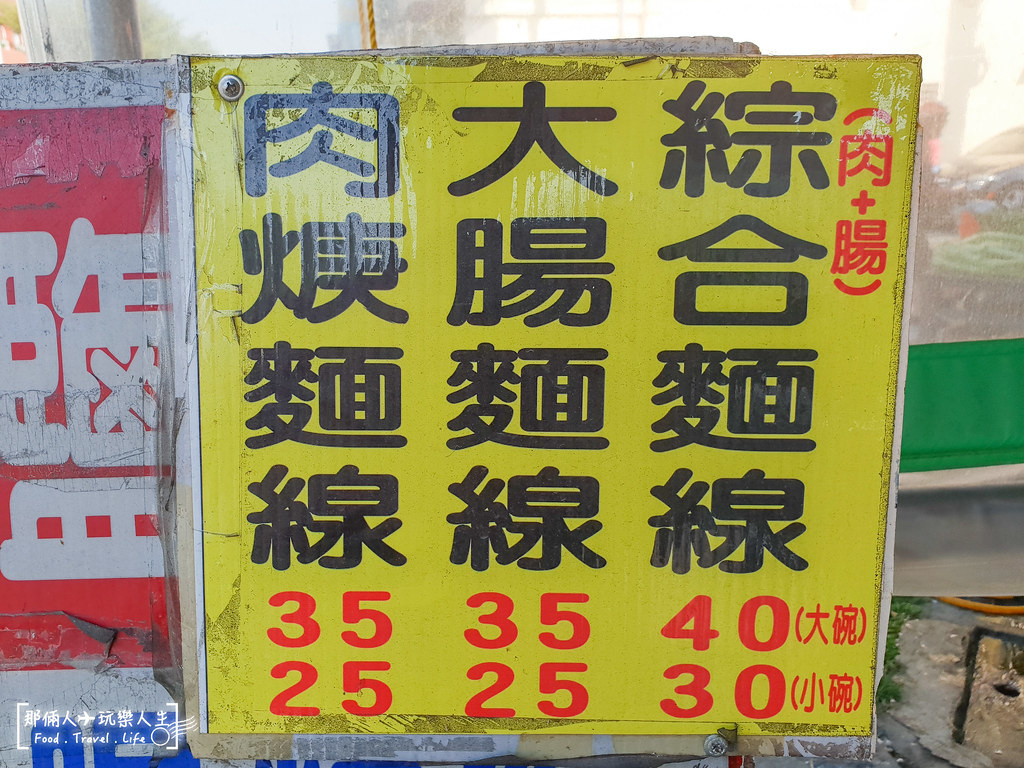 綜合麵線
(肉+腸)
大腸麵線
肉焿麵線
35 35 40(大碗)
25 25 30(小碗)
那倆人 玩樂人生
Food . Travel . Life